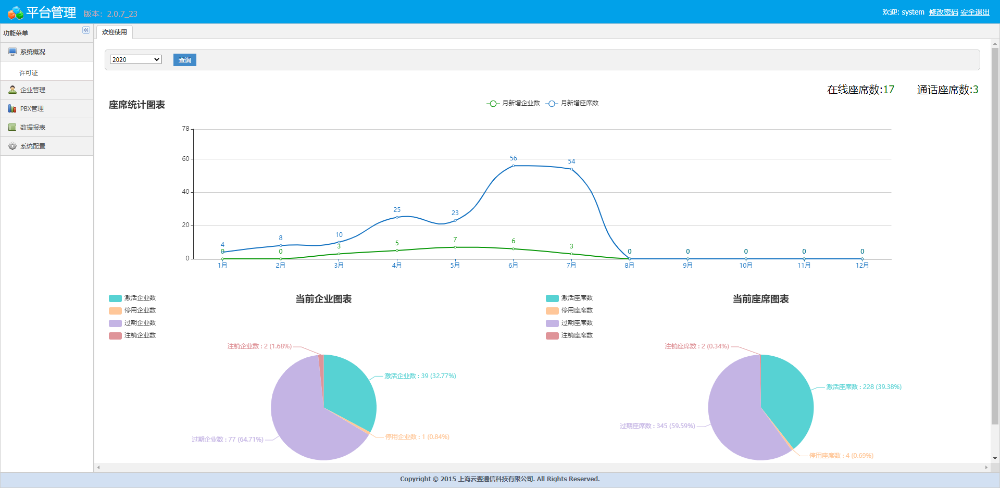 平台管理 版本：2.0.7_23
欢迎: system 修改密码 安全退出
功能菜单
欢迎使用
系统概况
许可证
企业管理
PBX管理
数据报表
系统配置
2020 查询
在线座席数:17 通话座席数:3
座席统计图表
月新增企业数 月新增座席数
78
60
40
20
0
56
54
25
23
10
8
4
0 0 3 5 7 6 3 0 0 0 0 0
1月 2月 3月 4月 5月 6月 7月 8月 9月 10月 11月 12月
当前企业图表
激活企业数
停用企业数
过期企业数
注销企业数
注销企业数 : 2 (1.68%)
激活企业数 : 39 (32.77%)
停用企业数 : 1 (0.84%)
过期企业数 : 77 (64.71%)
当前座席图表
激活座席数
停用座席数
过期座席数
注销座席数
注销座席数 : 2 (0.34%)
激活座席数 : 228 (39.38%)
过期座席数 : 345 (59.59%)
停用座席数 : 4 (0.69%)
Copyright © 2015 上海云翌通信科技有限公司. All Rights Reserved.